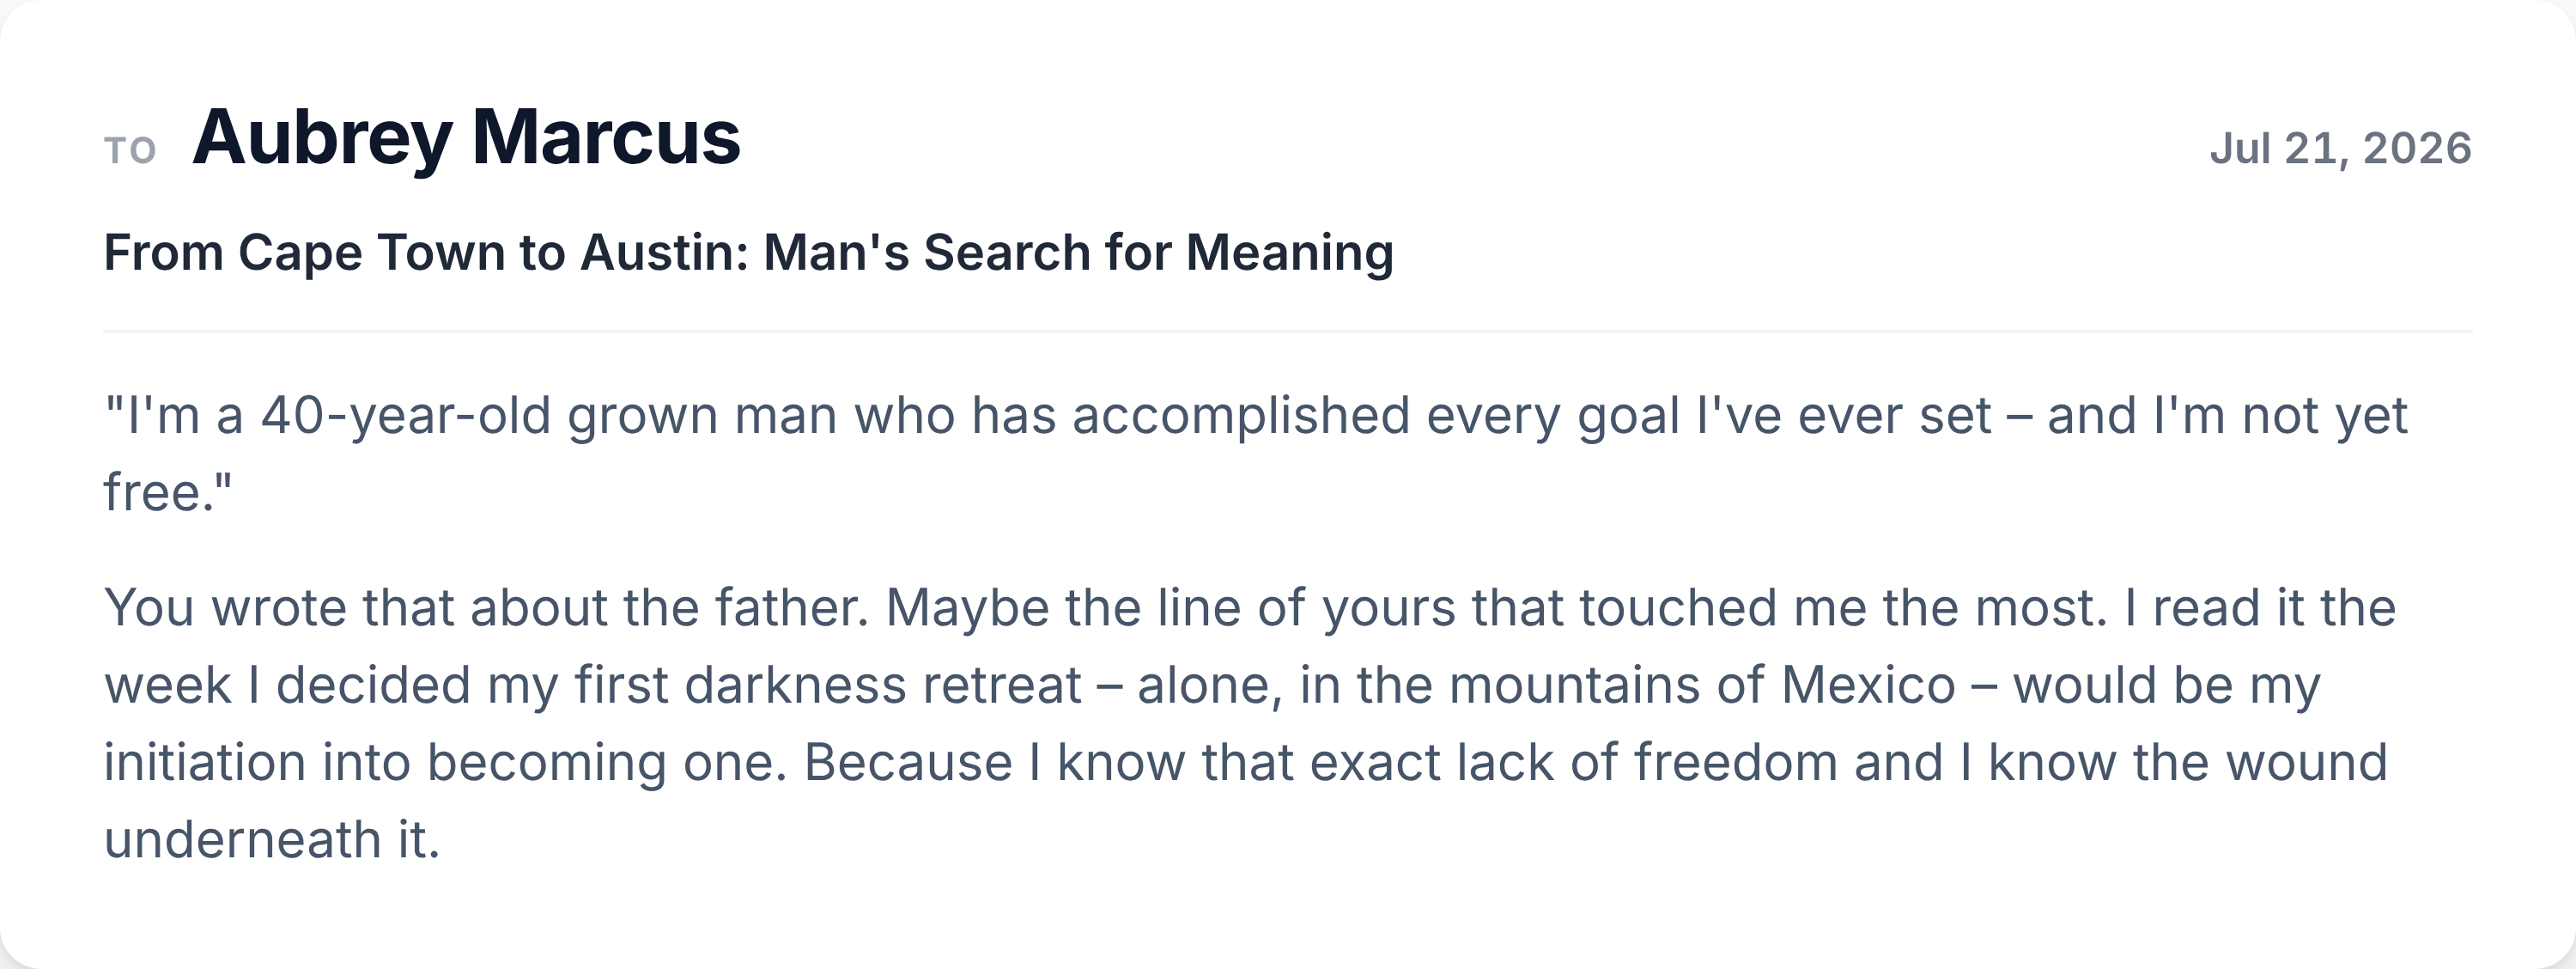 TO Aubrey Marcus Jul 21, 2026
From Cape Town to Austin: Man's Search for Meaning
"I'm a 40-year-old grown man who has accomplished every goal I've ever set – and I'm not yet
free."
You wrote that about the father. Maybe the line of yours that touched me the most. I read it the
week I decided my first darkness retreat – alone, in the mountains of Mexico – would be my
initiation into becoming one. Because I know that exact lack of freedom and I know the wound
underneath it.